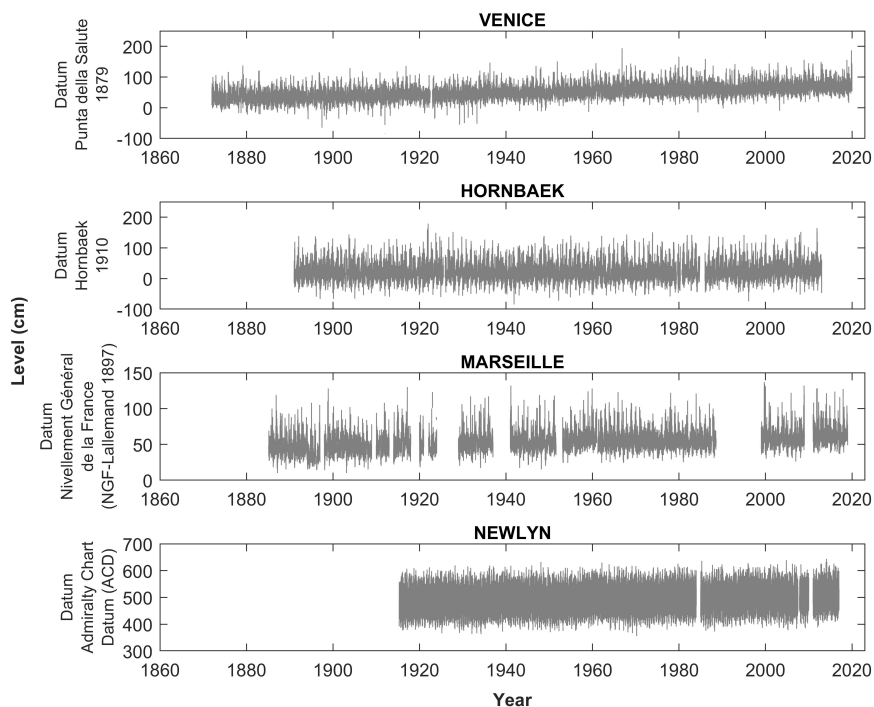 VENICE
Level (cm)
Datum
Punta della Salute
1879
200
100
0
-100
1860 1880 1900 1920 1940 1960 1980 2000 2020
HORNBAEK
Datum
Hornbaek
1910
200
100
0
-100
1860 1880 1900 1920 1940 1960 1980 2000 2020
MARSEILLE
Datum
Nivellement Général
de la France
(NGF-Lallemand 1897)
150
100
50
0
1860 1880 1900 1920 1940 1960 1980 2000 2020
NEWLYN
Datum
Admiralty Chart
Datum (ACD)
700
600
500
400
300
1860 1880 1900 1920 1940 1960 1980 2000 2020
Year